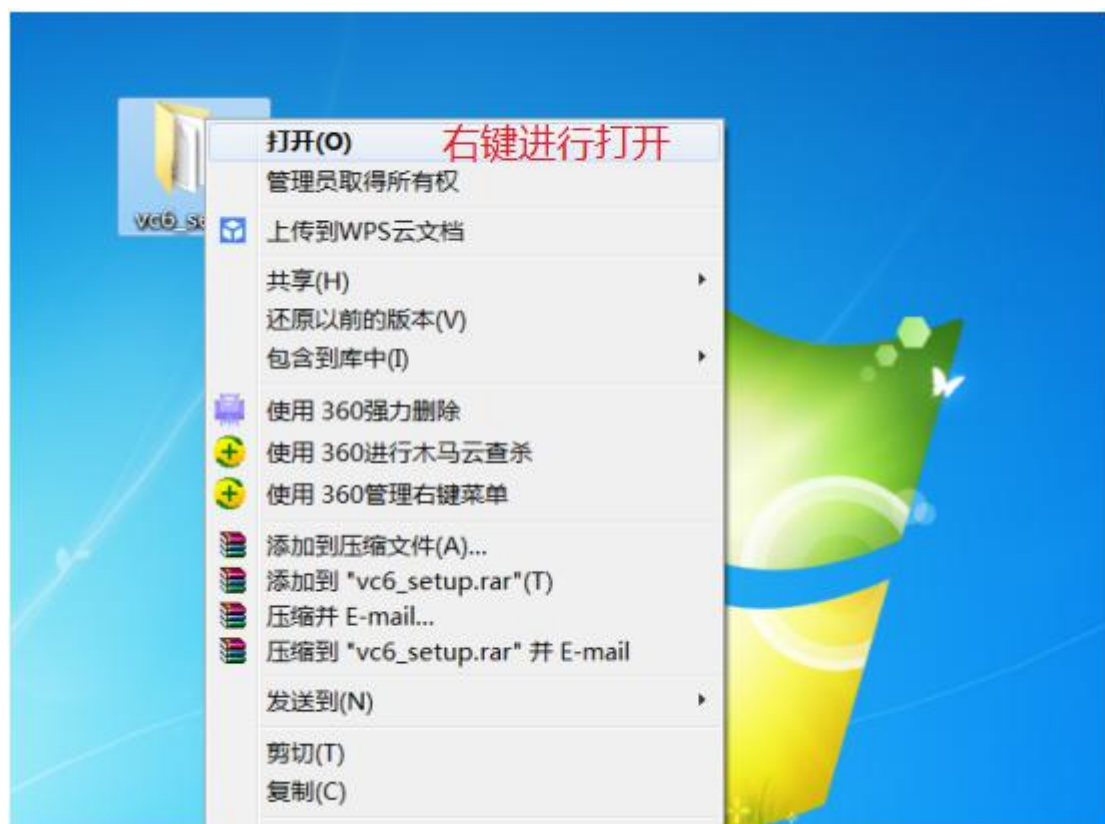 打开(O) 右键进行打开
管理员取得所有权
vc6_se
上传到WPS云文档
共享(H)
还原以前的版本(V)
包含到库中(I)
使用 360强力删除
使用 360进行木马云查杀
使用 360管理右键菜单
添加到压缩文件(A)...
添加到 "vc6_setup.rar"(T)
压缩并 E-mail...
压缩到 "vc6_setup.rar" 并 E-mail
发送到(N)
剪切(T)
复制(C)